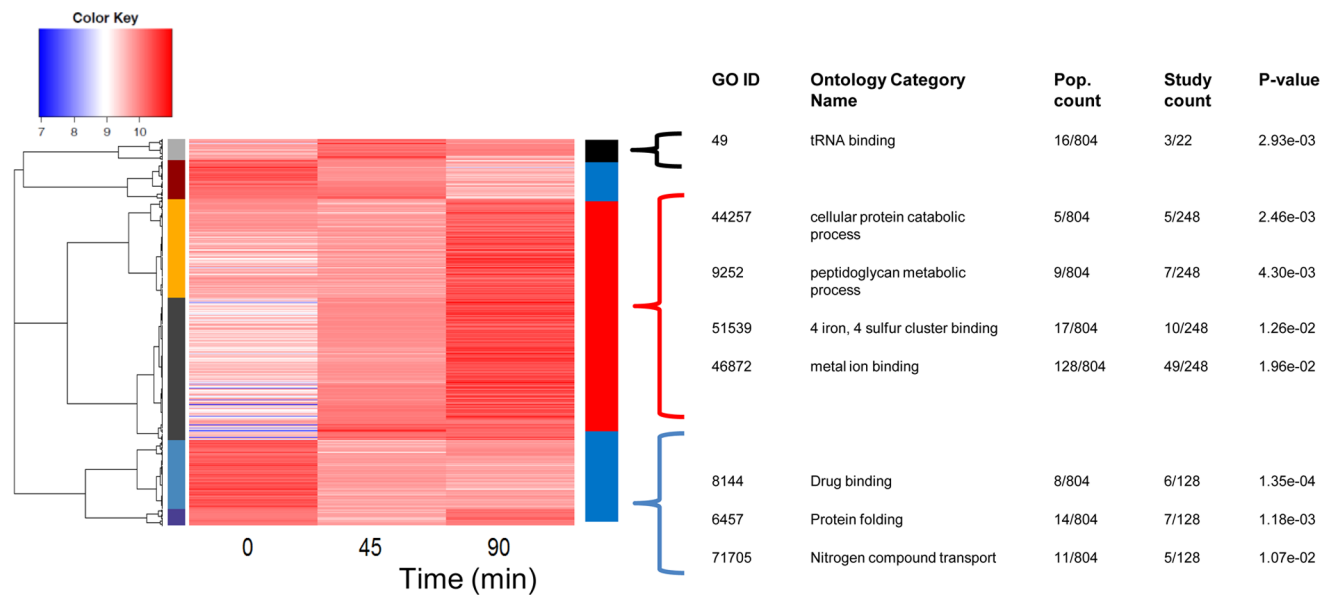 Color Key
7 8 9 10
GO ID Ontology Category Name Pop. count Study count P-value
49 tRNA binding 16/804 3/22 2.93e-03
44257 cellular protein catabolic process 5/804 5/248 2.46e-03
9252 peptidoglycan metabolic process 9/804 7/248 4.30e-03
51539 4 iron, 4 sulfur cluster binding 17/804 10/248 1.26e-02
46872 metal ion binding 128/804 49/248 1.96e-02
8144 Drug binding 8/804 6/128 1.35e-04
6457 Protein folding 14/804 7/128 1.18e-03
71705 Nitrogen compound transport 11/804 5/128 1.07e-02
0 45 90
Time (min)